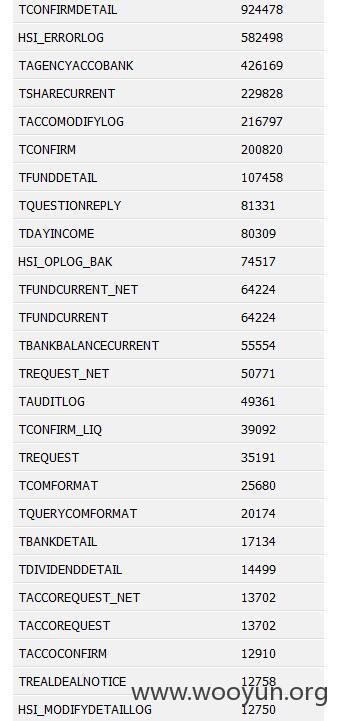 TCONFIRMDETAIL 924478
HSI_ERRORLOG 582498
TAGENCYACCOBANK 426169
TSHARECURRENT 229828
TACCOMODIFYLOG 216797
TCONFIRM 200820
TFUNDDETAIL 107458
TQUESTIONREPLY 81331
TDAYINCOME 80309
HSI_OPLOG_BAK 74517
TFUNDCURRENT_NET 64224
TFUNDCURRENT 64224
TBANKBALANCECURRENT 55554
TREQUEST_NET 50771
TAUDITLOG 49361
TCONFIRM_LIQ 39092
TREQUEST 35191
TCOMFORMAT 25680
TQUERYCOMFORMAT 20174
TBANKDETAIL 17134
TDIVIDENDDETAIL 14499
TACCOREQUEST_NET 13702
TACCOREQUEST 13702
TACCOCONFIRM 12910
TREALDEALNOTICE 12758
www.wooyun.org
HSI_MODIFYDETAILLOG 12750